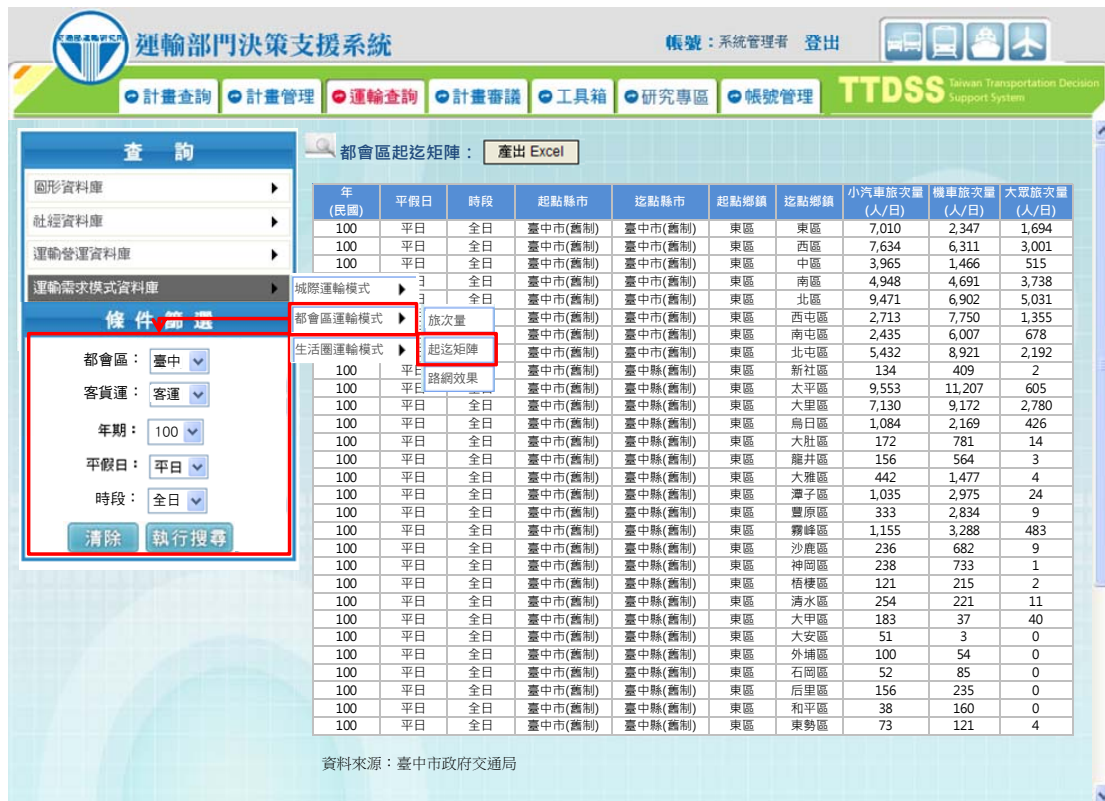 交通部運輸研究所
運輸部門決策支援系統 帳號：系統管理者 登出
計畫查詢 計畫管理 運輸查詢 計畫審議 工具箱 研究專區 帳號管理 TTDSS Taiwan Transportation Decision Support System
查 詢
圖形資料庫
社經資料庫
運輸營運資料庫
運輸需求模式資料庫
城際運輸模式
都會區運輸模式
生活圈運輸模式
旅次量
起迄矩陣
路網效果
條件篩選
都會區： 臺中
客貨運： 客運
年期： 100
平假日： 平日
時段： 全日
清除 執行搜尋
都會區起迄矩陣： 產出 Excel
年(民國) 平假日 時段 起點縣市 迄點縣市 起點鄉鎮 迄點鄉鎮 小汽車旅次量(人/日) 機車旅次量(人/日) 大眾旅次量(人/日)
100 平日 全日 臺中市(舊制) 臺中市(舊制) 東區 東區 7,010 2,347 1,694
100 平日 全日 臺中市(舊制) 臺中市(舊制) 東區 西區 7,634 6,311 3,001
100 平日 全日 臺中市(舊制) 臺中市(舊制) 東區 中區 3,965 1,466 515
全日 臺中市(舊制) 臺中市(舊制) 東區 南區 4,948 4,691 3,738
全日 臺中市(舊制) 臺中市(舊制) 東區 北區 9,471 6,902 5,031
臺中市(舊制) 臺中市(舊制) 東區 西屯區 2,713 7,750 1,355
臺中市(舊制) 臺中市(舊制) 東區 南屯區 2,435 6,007 678
臺中市(舊制) 臺中市(舊制) 東區 北屯區 5,432 8,921 2,192
100 臺中市(舊制) 臺中縣(舊制) 東區 新社區 134 409 2
100 臺中市(舊制) 臺中縣(舊制) 東區 太平區 9,553 11,207 605
100 平日 全日 臺中市(舊制) 臺中縣(舊制) 東區 大里區 7,130 9,172 2,780
100 平日 全日 臺中市(舊制) 臺中縣(舊制) 東區 烏日區 1,084 2,169 426
100 平日 全日 臺中市(舊制) 臺中縣(舊制) 東區 大肚區 172 781 14
100 平日 全日 臺中市(舊制) 臺中縣(舊制) 東區 龍井區 156 564 3
100 平日 全日 臺中市(舊制) 臺中縣(舊制) 東區 大雅區 442 1,477 4
100 平日 全日 臺中市(舊制) 臺中縣(舊制) 東區 潭子區 1,035 2,975 24
100 平日 全日 臺中市(舊制) 臺中縣(舊制) 東區 豐原區 333 2,834 9
100 平日 全日 臺中市(舊制) 臺中縣(舊制) 東區 霧峰區 1,155 3,288 483
100 平日 全日 臺中市(舊制) 臺中縣(舊制) 東區 沙鹿區 236 682 9
100 平日 全日 臺中市(舊制) 臺中縣(舊制) 東區 神岡區 238 733 1
100 平日 全日 臺中市(舊制) 臺中縣(舊制) 東區 梧棲區 121 215 2
100 平日 全日 臺中市(舊制) 臺中縣(舊制) 東區 清水區 254 221 11
100 平日 全日 臺中市(舊制) 臺中縣(舊制) 東區 大甲區 183 37 40
100 平日 全日 臺中市(舊制) 臺中縣(舊制) 東區 大安區 51 3 0
100 平日 全日 臺中市(舊制) 臺中縣(舊制) 東區 外埔區 100 54 0
100 平日 全日 臺中市(舊制) 臺中縣(舊制) 東區 石岡區 52 85 0
100 平日 全日 臺中市(舊制) 臺中縣(舊制) 東區 后里區 156 235 0
100 平日 全日 臺中市(舊制) 臺中縣(舊制) 東區 和平區 38 160 0
100 平日 全日 臺中市(舊制) 臺中縣(舊制) 東區 東勢區 73 121 4
資料來源：臺中市政府交通局